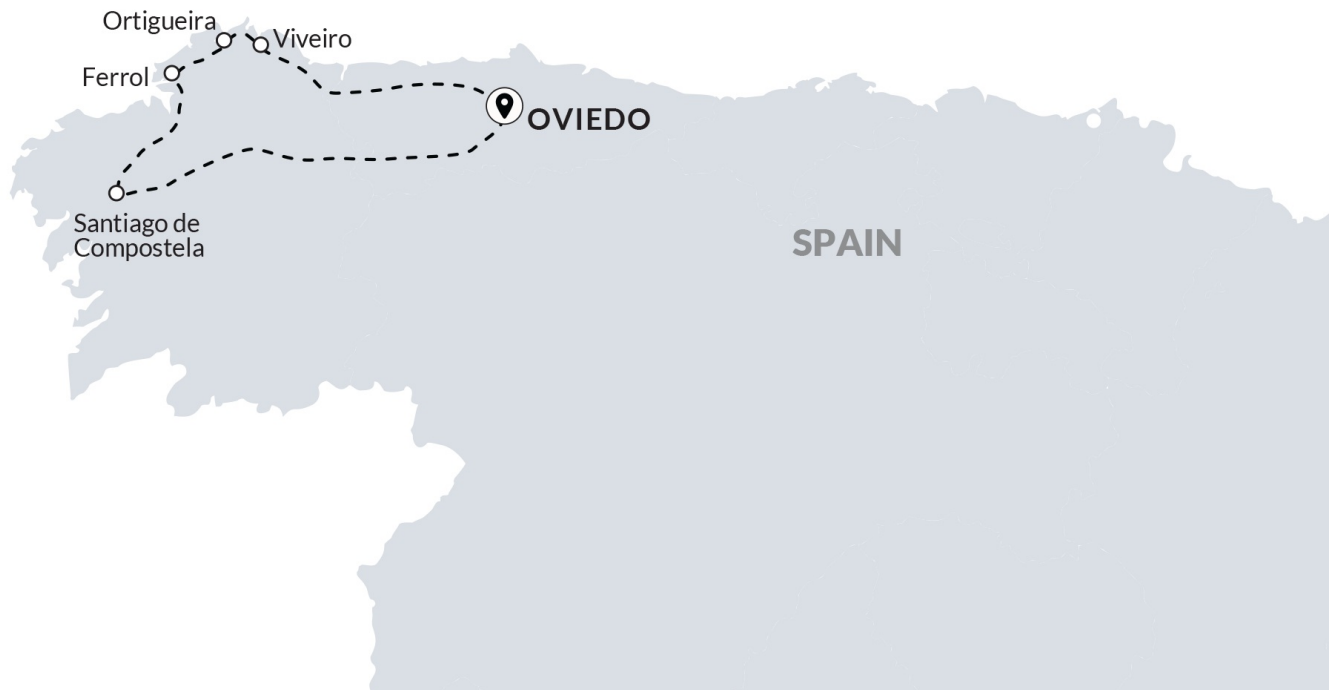 Ortigueira
Viveiro
Ferrol
OVIEDO
Santiago de
Compostela
SPAIN